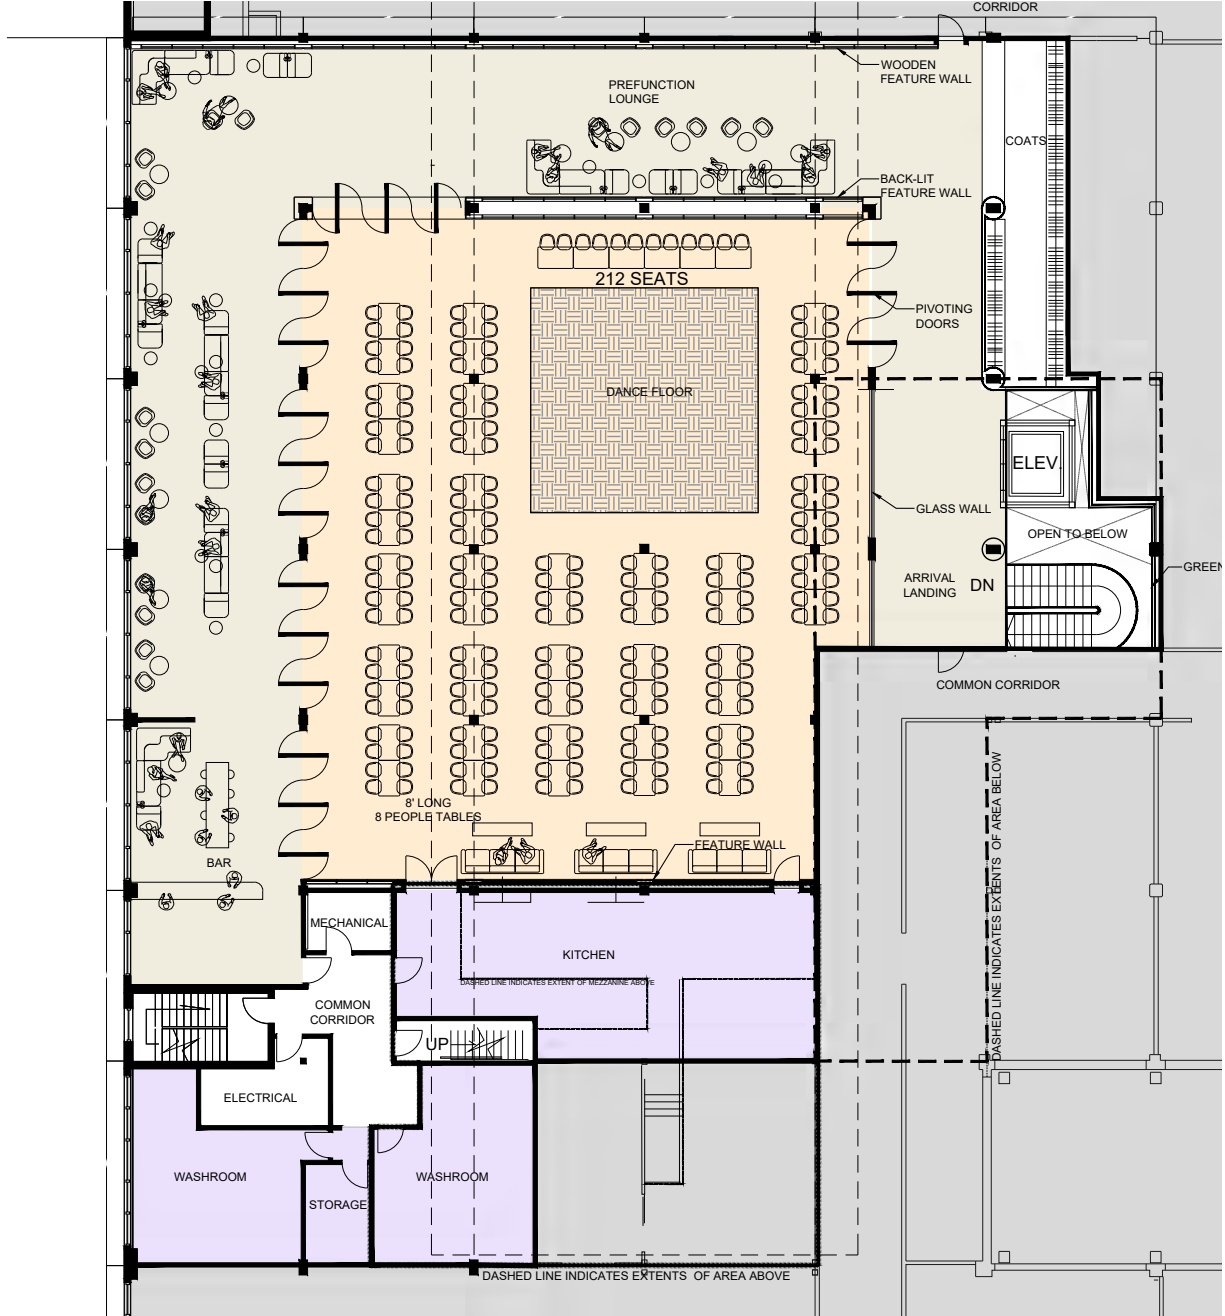 CORRIDOR
WOODEN
FEATURE WALL
PREFUNCTION
LOUNGE
COATS
BACK-LIT
FEATURE WALL
212 SEATS
PIVOTING
DOORS
DANCE FLOOR
ELEV.
GLASS WALL
OPEN TO BELOW
GREEN
ARRIVAL
LANDING
DN
COMMON CORRIDOR
8' LONG
8 PEOPLE TABLES
FEATURE WALL
BAR
DASHED LINE INDICATES EXTENTS OF AREA BELOW
MECHANICAL
KITCHEN
DASHED LINE INDICATES EXTENT OF MEZZANINE ABOVE
COMMON
CORRIDOR
UP
ELECTRICAL
WASHROOM
WASHROOM
STORAGE
DASHED LINE INDICATES EXTENTS OF AREA ABOVE